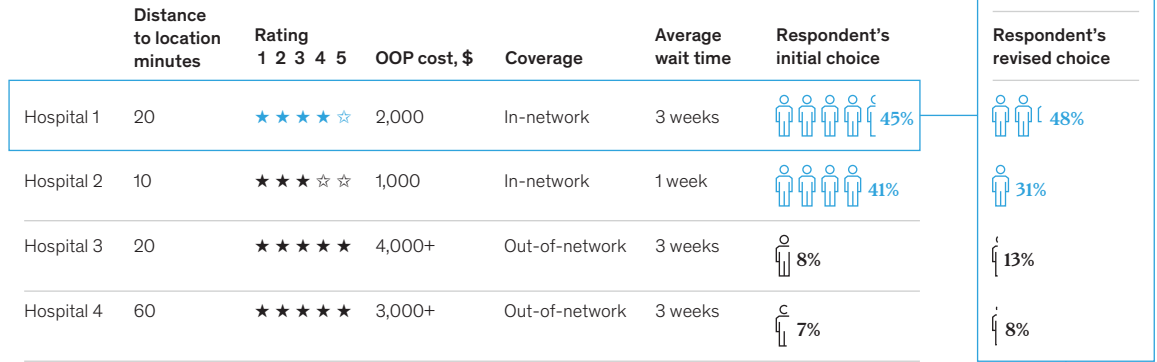 Distance to location minutes
Rating 1 2 3 4 5
OOP cost, $
Coverage
Average wait time
Respondent's initial choice
Respondent's revised choice
Hospital 1 20 ★★★★☆ 2,000 In-network 3 weeks 45% 48%
Hospital 2 10 ★★★☆☆ 1,000 In-network 1 week 41% 31%
Hospital 3 20 ★★★★★ 4,000+ Out-of-network 3 weeks 8% 13%
Hospital 4 60 ★★★★★ 3,000+ Out-of-network 3 weeks 7% 8%